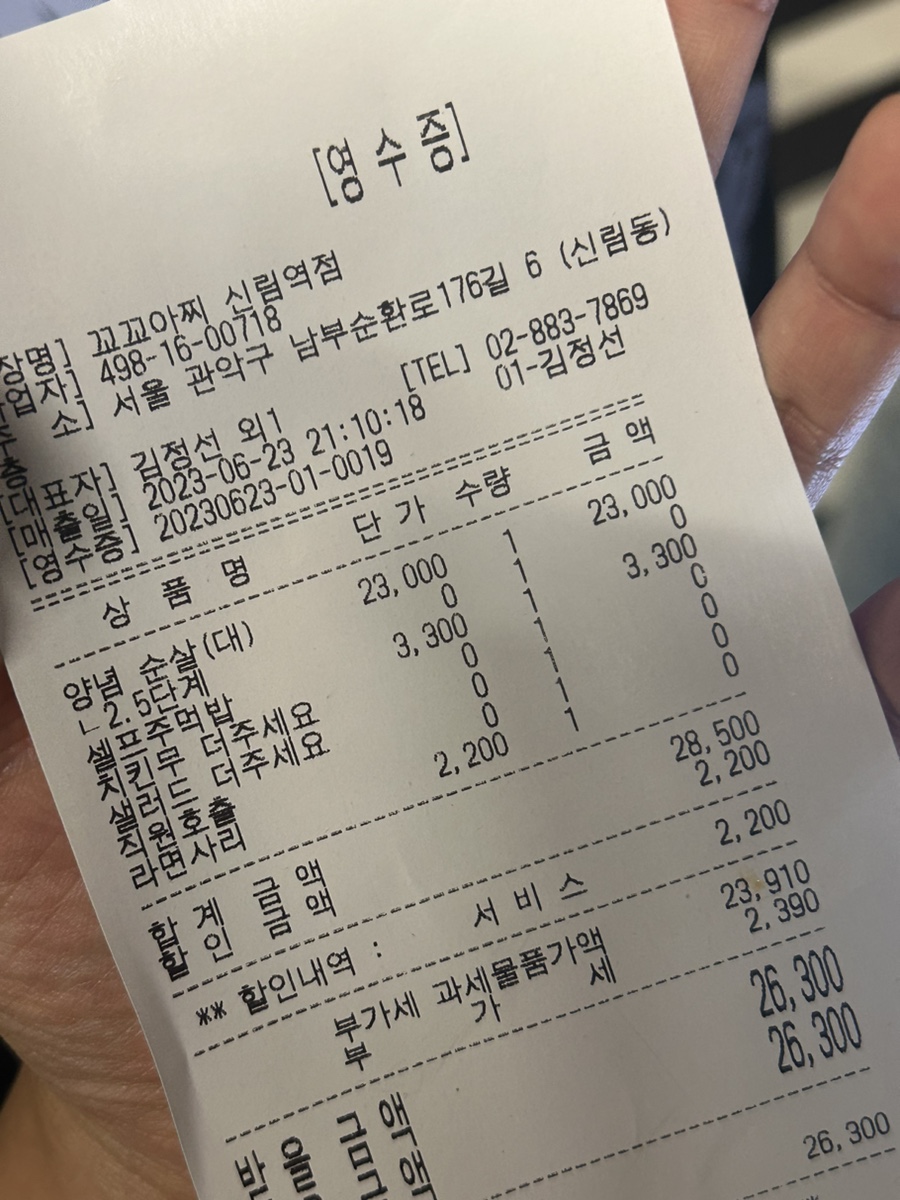 [영 수 증]
장명] 꼬꼬아찌 신림역점
업자] 498-16-00718
주 소] 서울 관악구 남부순환로176길 6 (신림동)
층 [TEL] 02-883-7869
[대표자] 김정선 외1 01-김정선
[매출일] 2023-06-23 21:10:18
[영수증] 20230623-01-0019
상 품 명 단 가 수량 금 액
양념 순살(대) 23,000 1 23,000
ㄴ2.5단계 0 1 0
셀프주먹밥 3,300 1 3,300
치킨무 더주세요 0 1 0
샐러드 더주세요 0 1 0
직원호출 0 1 0
라면사리 2,200 1 0
합 계 금 액 28,500
할 인 금 액 2,200
** 할인내역 : 서 비 스 2,200
부가세 과세물품가액 23,910
부 가 세 2,390
받 을 금 액 26,300
액 26,300
26,300